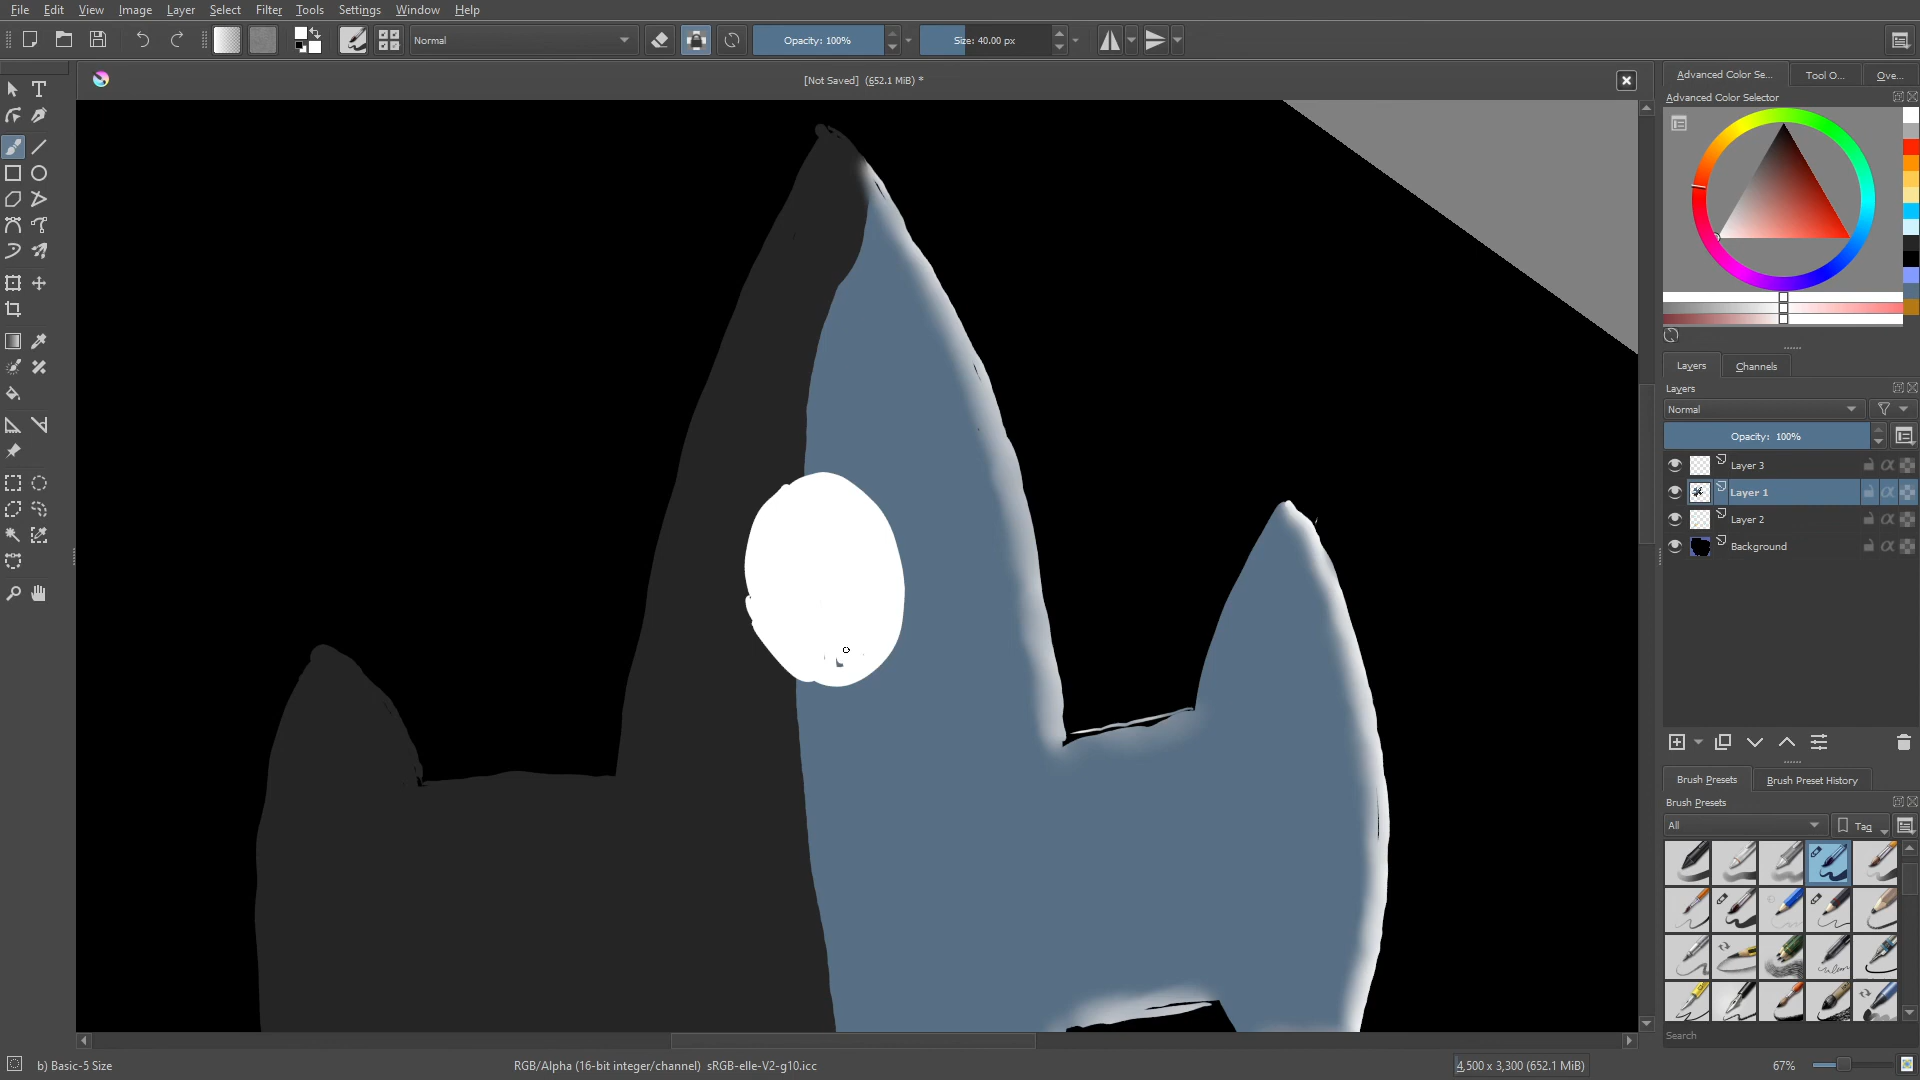 File Edit View Image Layer Select Filter Tools Settings Window Help
Normal
Opacity: 100%
Size: 40.00 px
[Not Saved] (652.1 MiB) *
Advanced Color Se...
Tool O...
Ove...
Advanced Color Selector
Layers
Channels
Layers
Normal
Opacity: 100%
Layer 3
Layer 1
Layer 2
Background
Brush Presets
Brush Preset History
Brush Presets
All
Tag
Search
b) Basic-5 Size
RGB/Alpha (16-bit integer/channel) sRGB-elle-V2-g10.icc
4,500 x 3,300 (652.1 MiB)
67%